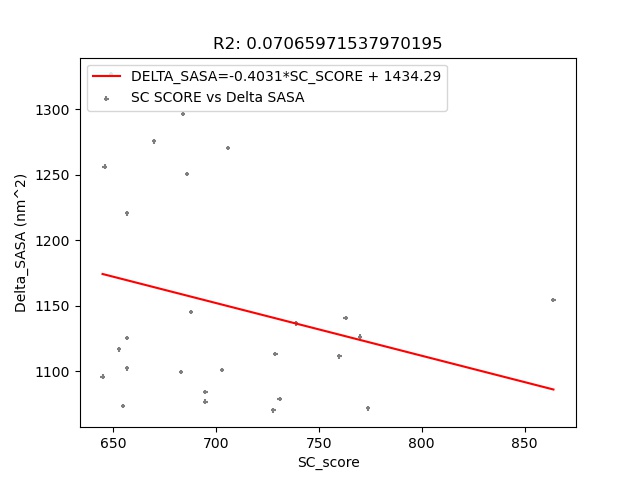 R2: 0.07065971537970195
DELTA_SASA=-0.4031*SC_SCORE + 1434.29
SC SCORE vs Delta SASA
1300
1250
1200
1150
1100
Delta_SASA (nm^2)
650 700 750 800 850
SC_score